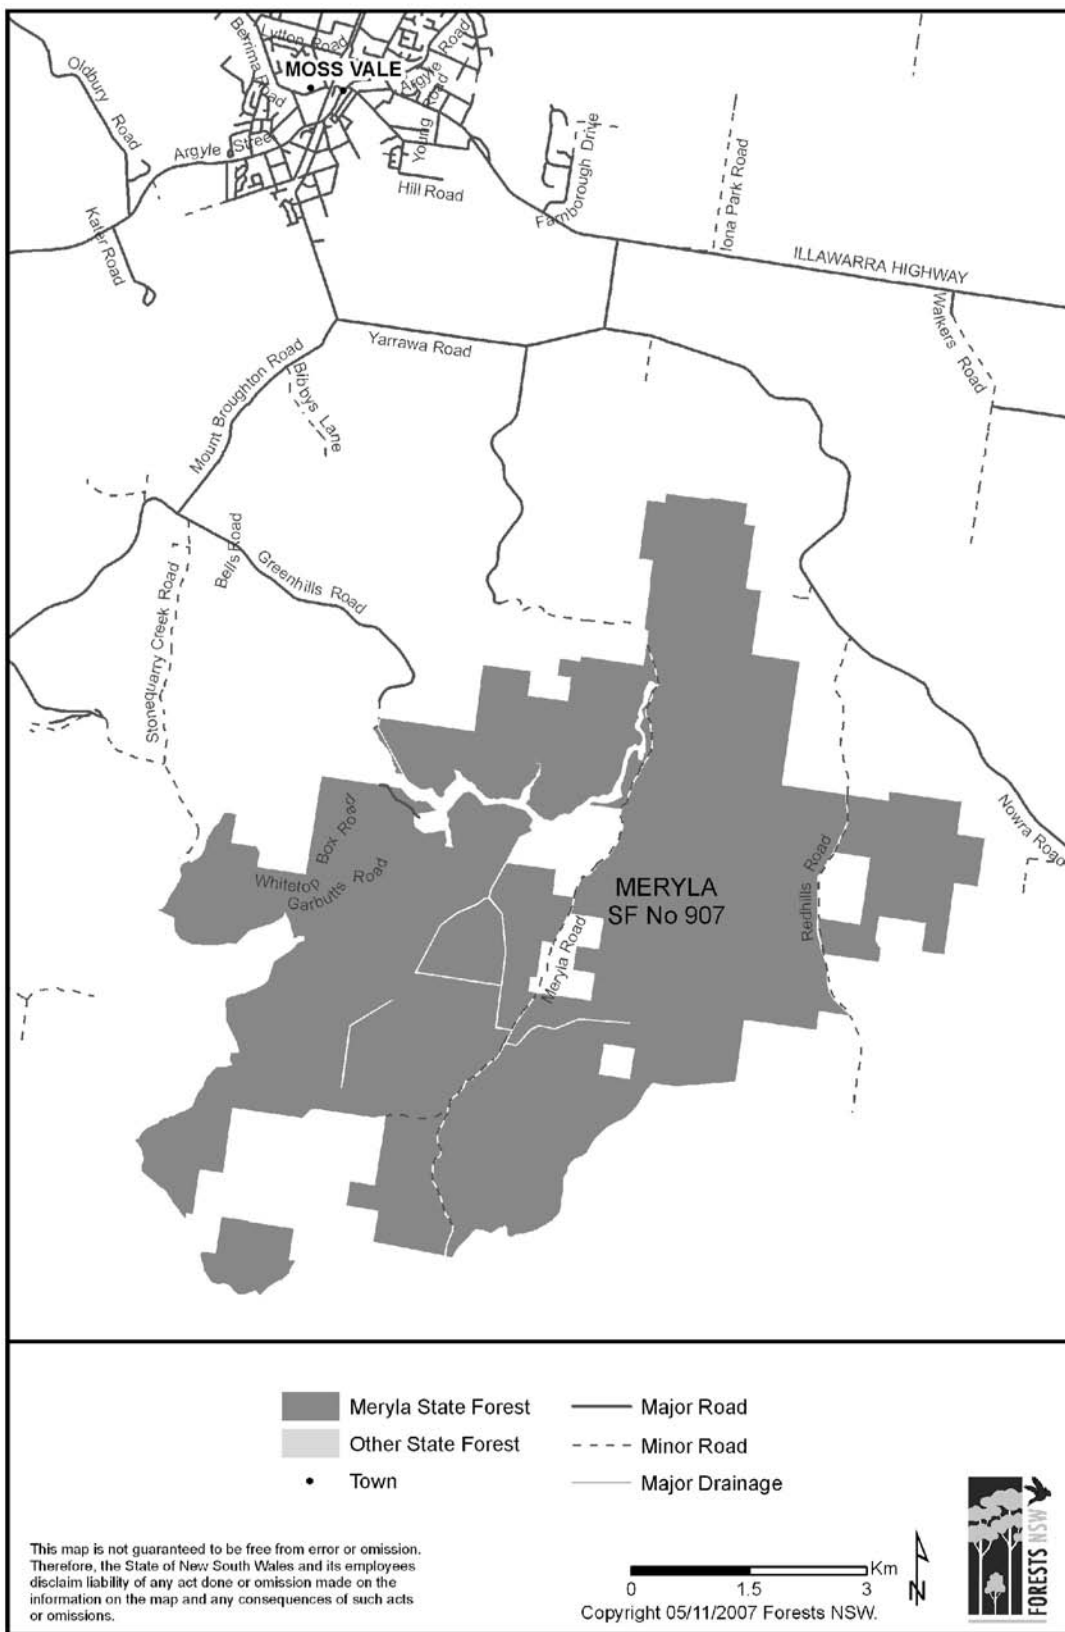 Lytton Road
Berrima Road
Argyle Road
MOSS VALE
Oldbury Road
Argyle Street
Young Road
Hill Road
Farnborough Drive
Iona Park Road
Kater Road
ILLAWARRA HIGHWAY
Walkers Road
Yarrawa Road
Mount Broughton Road
Bibbys Lane
Bells Road
Greenhills Road
Stonequarry Creek Road
Nowra Road
Whitetop Box Road
Garbutts Road
MERYLA
SF No 907
Redhills Road
Meryla Road
Meryla State Forest
Other State Forest
Town
Major Road
Minor Road
Major Drainage
This map is not guaranteed to be free from error or omission.
Therefore, the State of New South Wales and its employees
disclaim liability of any act done or omission made on the
information on the map and any consequences of such acts
or omissions.
0 1.5 3 Km
Copyright 05/11/2007 Forests NSW.
N
FORESTS NSW